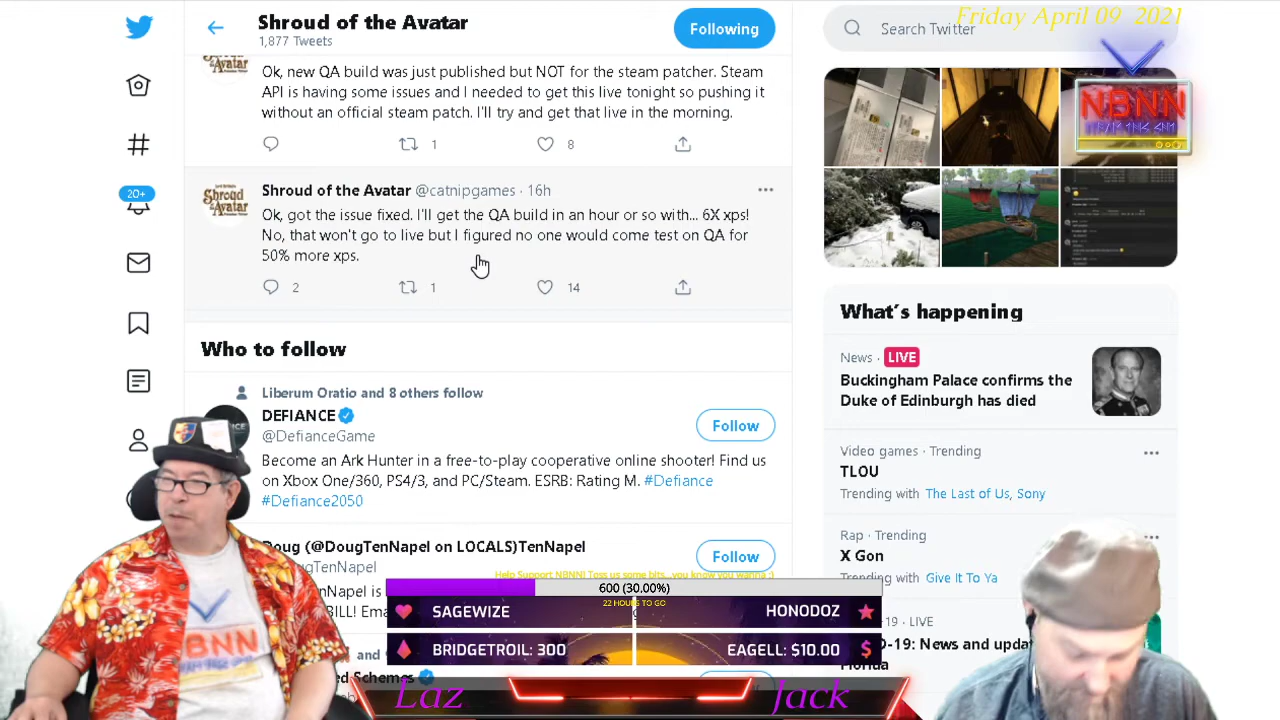 Friday April 09 2021
Shroud of the Avatar
1,877 Tweets
Following
Search Twitter
NBNN
Ok, new QA build was just published but NOT for the steam patcher. Steam
API is having some issues and I needed to get this live tonight so pushing it
without an official steam patch. I'll try and get that live in the morning.
1
8
Shroud of the Avatar @catnipgames · 16h
Ok, got the issue fixed. I'll get the QA build in an hour or so with... 6X xps!
No, that won't go to live but I figured no one would come test on QA for
50% more xps.
2
1
14
20+
Who to follow
Liberum Oratio and 8 others follow
DEFIANCE
@DefianceGame
Follow
Become an Ark Hunter in a free-to-play cooperative online shooter! Find us
on Xbox One/360, PS4/3, and PC/Steam. ESRB: Rating M. #Defiance
#Defiance2050
Doug (@DougTenNapel on LOCALS)TenNapel
Follow
What's happening
News · LIVE
Buckingham Palace confirms the
Duke of Edinburgh has died
Video games · Trending
TLOU
Trending with The Last of Us, Sony
Rap · Trending
X Gon
Trending with Give It To Ya
-19 · LIVE
D-19: News and upda
Florida
Help Support NBNN! Toss us some bits...you know you wanna :)
600 (30.00%)
22 HOURS TO GO
SAGEWIZE
HONODOZ
BRIDGETROIL: 300
EAGELL: $10.00
NBNN
Laz
Jack